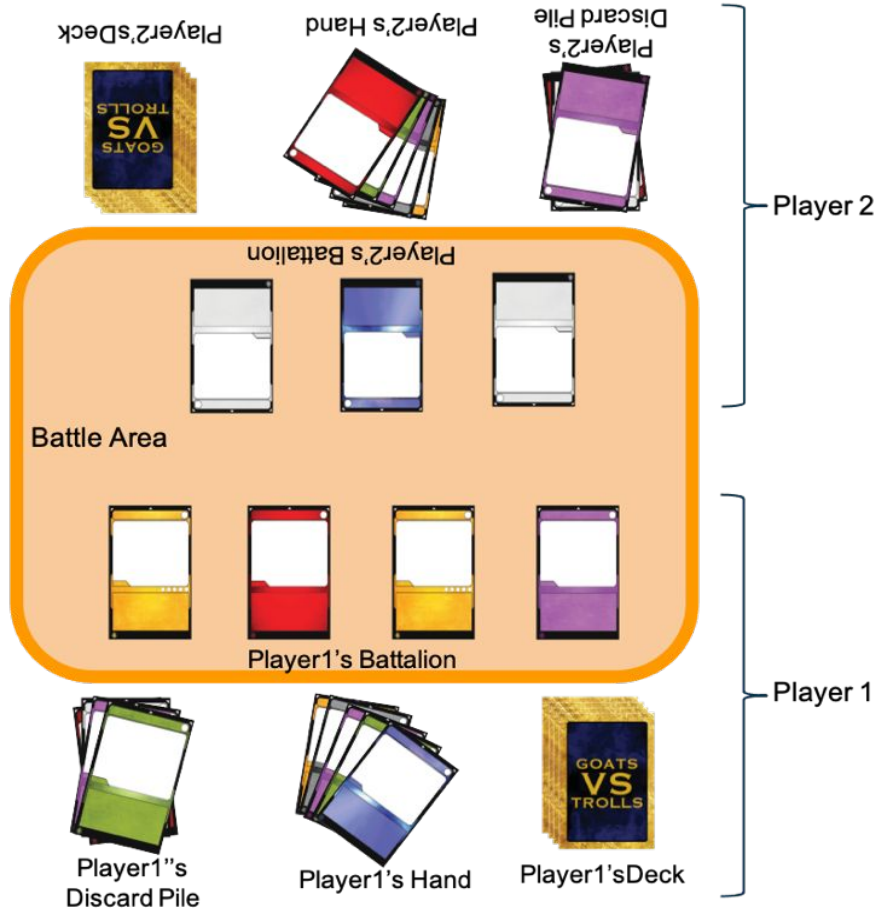 Player2'sDeck
Player2's Hand
Player2's
Discard Pile
GOATS
VS
TROLLS
Player 2
Player2's Battalion
Battle Area
Player1's Battalion
Player 1
GOATS
VS
TROLLS
Player1''s
Discard Pile
Player1's Hand
Player1'sDeck